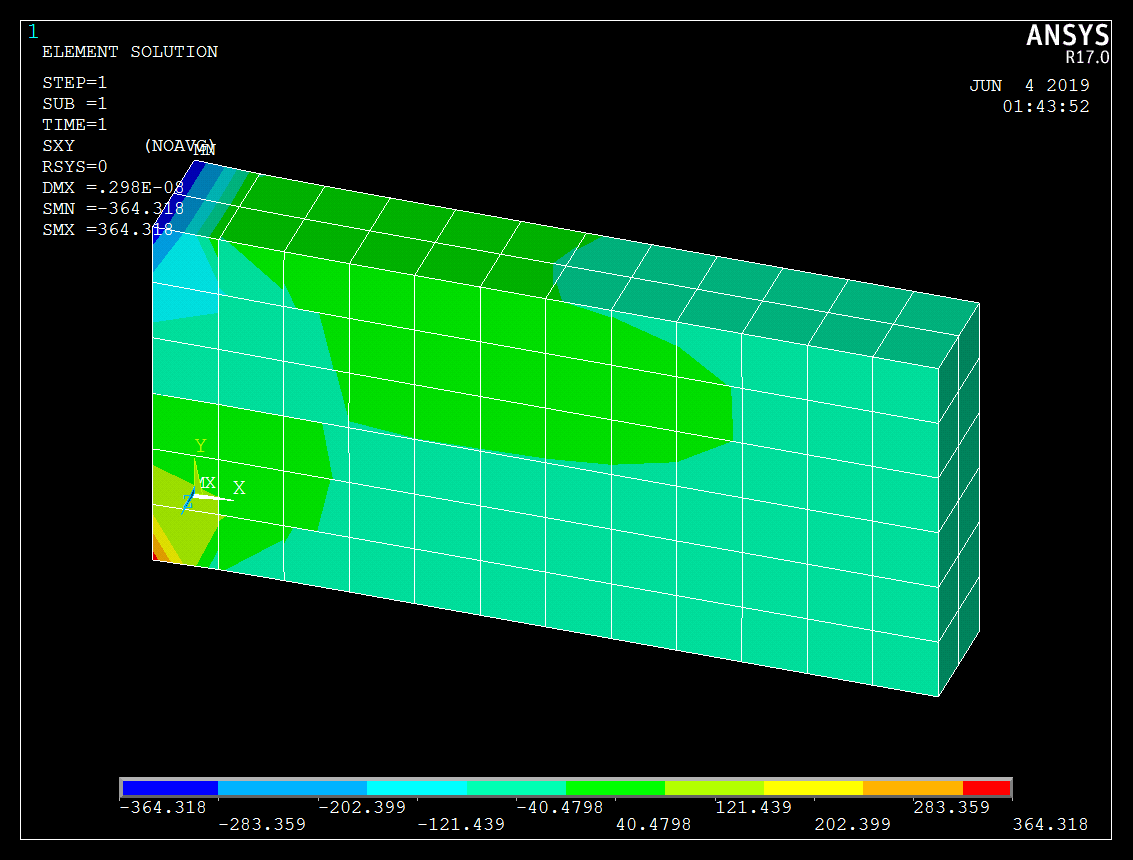 1
ANSYS
R17.0
ELEMENT SOLUTION
STEP=1
SUB =1
TIME=1
SXY (NOAVG)
RSYS=0
DMX =.298E-08
SMN =-364.318
SMX =364.318
JUN 4 2019
01:43:52
MN
Y
MX
X
Z
-364.318 -202.399 -40.4798 121.439 283.359
-283.359 -121.439 40.4798 202.399 364.318